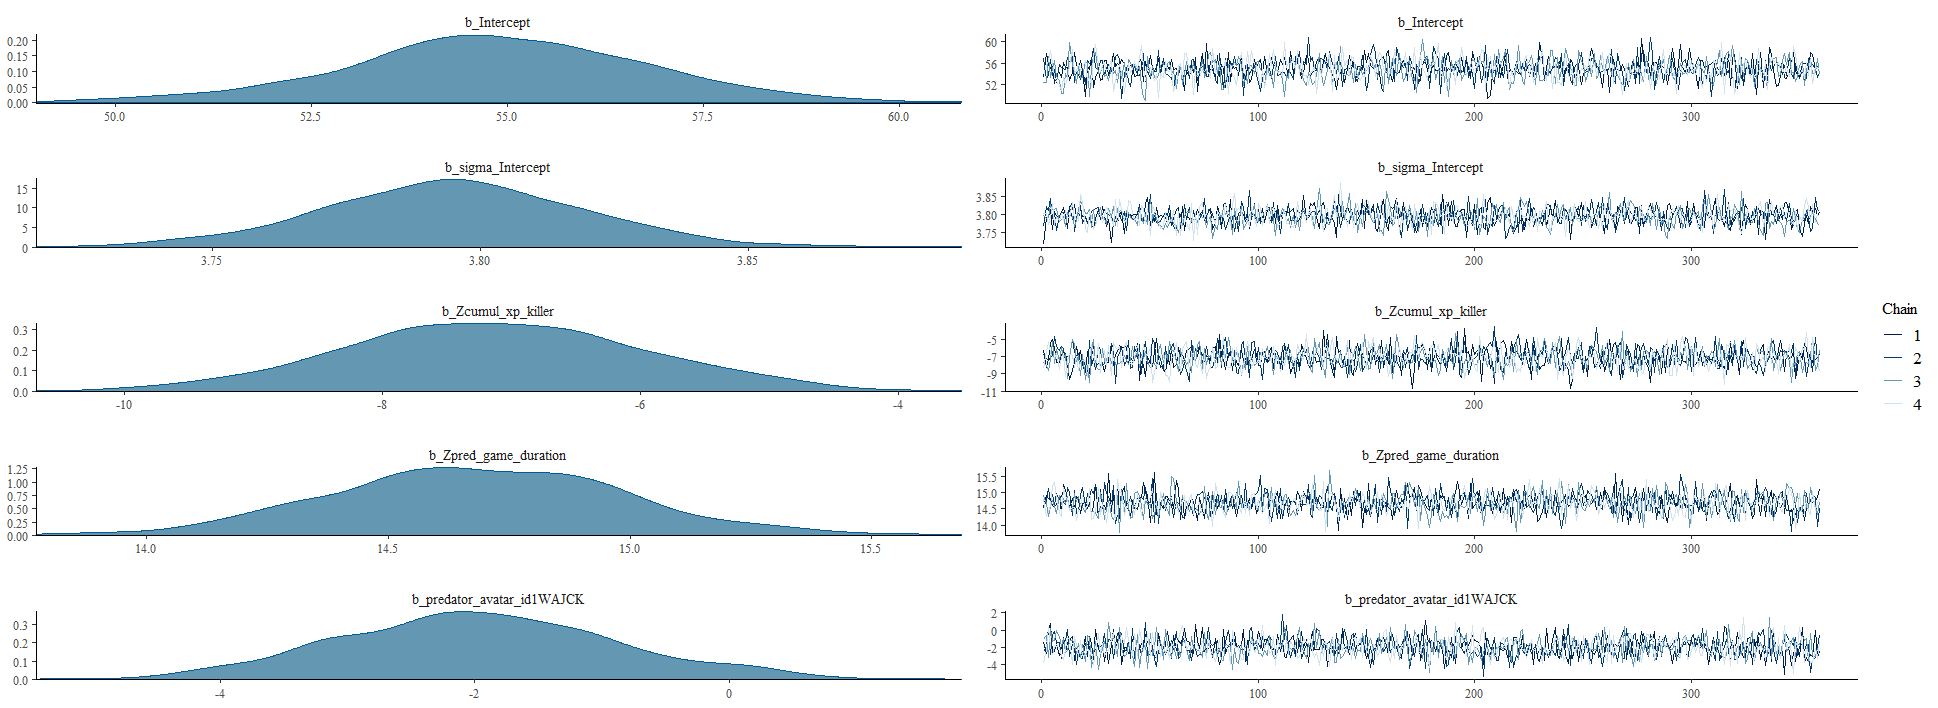 b_Intercept
0.20
0.15
0.10
0.05
0.00
50.0 52.5 55.0 57.5 60.0
b_Intercept
60
56
52
0 100 200 300
b_sigma_Intercept
15
10
5
0
3.75 3.80 3.85
b_sigma_Intercept
3.85
3.80
3.75
0 100 200 300
b_Zcumul_xp_killer
0.3
0.2
0.1
0.0
-10 -8 -6 -4
b_Zcumul_xp_killer
-5
-7
-9
-11
0 100 200 300
b_Zpred_game_duration
1.25
1.00
0.75
0.50
0.25
0.00
14.0 14.5 15.0 15.5
b_Zpred_game_duration
15.5
15.0
14.5
14.0
0 100 200 300
b_predator_avatar_id1WAJCK
0.3
0.2
0.1
0.0
-4 -2 0
b_predator_avatar_id1WAJCK
2
0
-2
-4
0 100 200 300
Chain
1
2
3
4